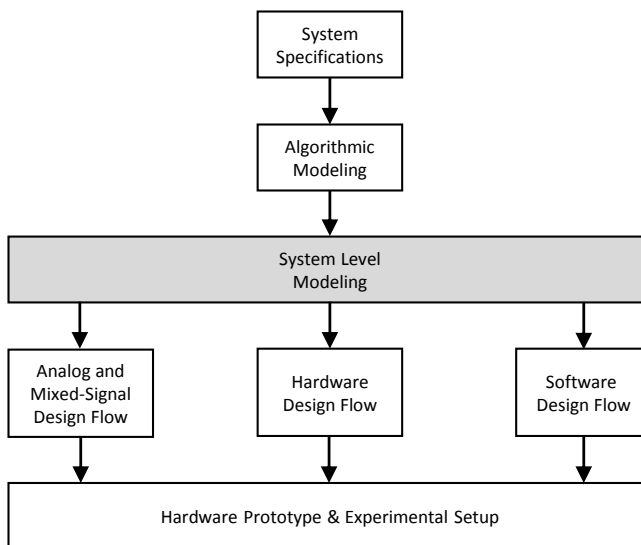 System
Specifications
Algorithmic
Modeling
System Level
Modeling
Analog and
Mixed-Signal
Design Flow
Hardware
Design Flow
Software
Design Flow
Hardware Prototype & Experimental Setup